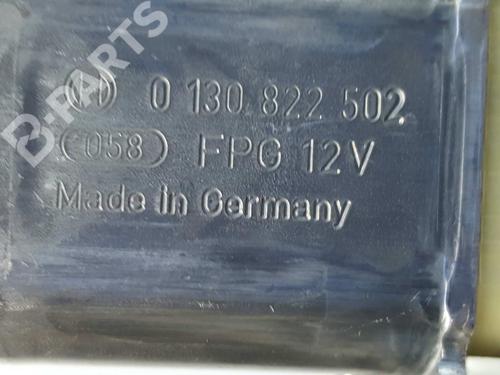 B-PARTS
0 130 822 502
(058) FPG 12V
Made in Germany